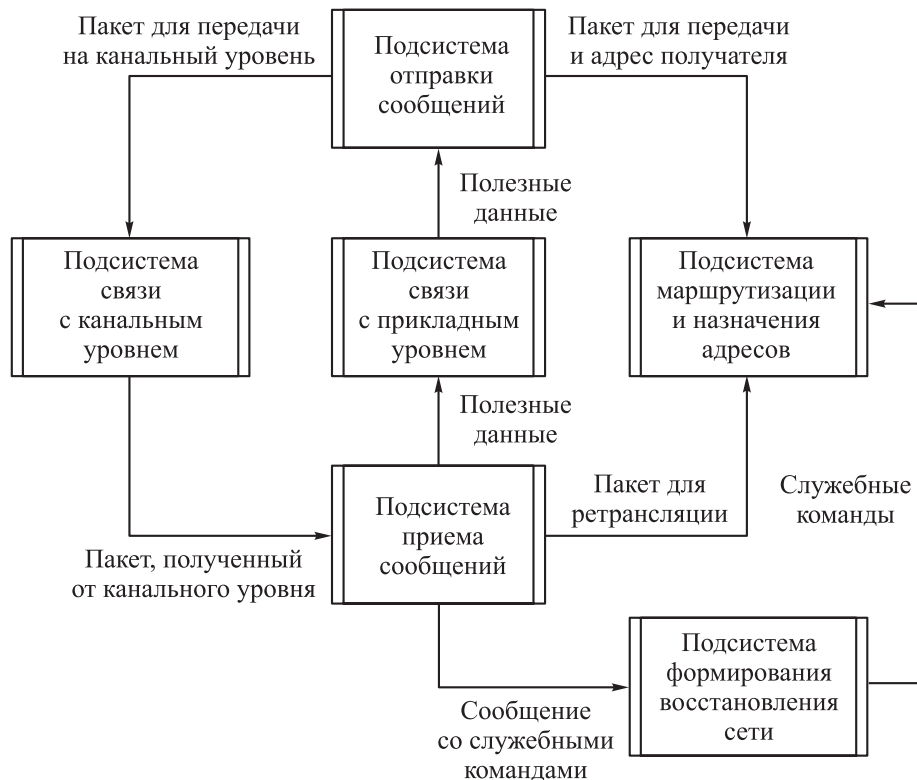 Пакет для передачи
на канальный уровень
Подсистема
отправки
сообщений
Пакет для передачи
и адрес получателя
Полезные
данные
Подсистема
связи
с канальным
уровнем
Подсистема
связи
с прикладным
уровнем
Подсистема
маршрутизации
и назначения
адресов
Полезные
данные
Пакет, полученный
от канального уровня
Подсистема
приема
сообщений
Пакет для
ретрансляции
Служебные
команды
Сообщение
со служебными
командами
Подсистема
формирования
восстановления
сети